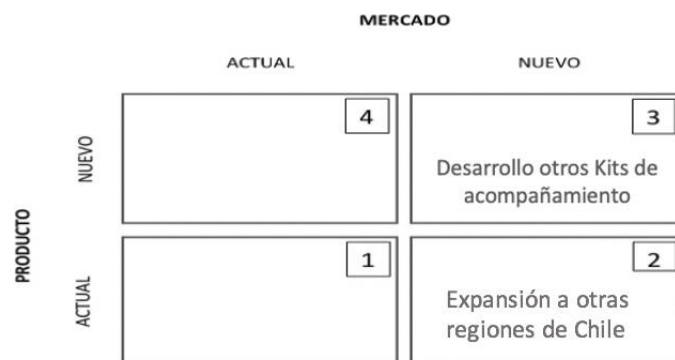 MERCADO
ACTUAL
NUEVO
PRODUCTO
NUEVO
4
3
Desarrollo otros Kits de
acompañamiento
ACTUAL
1
2
Expansión a otras
regiones de Chile